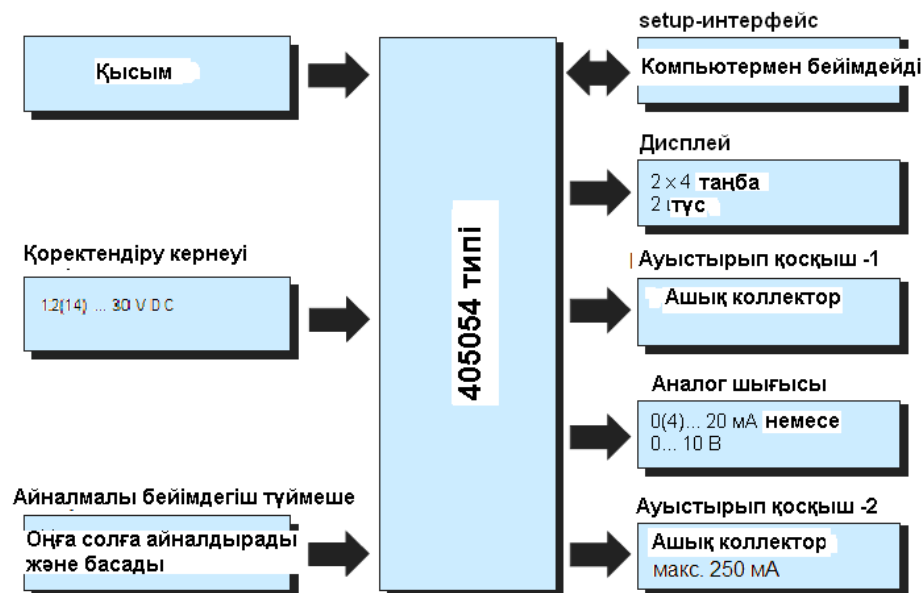 setup-интерфейс
Қысым
Компьютермен бейімдейді
Дисплей
2 x 4 таңба
2 түс
Қоректендіру кернеуі
12(14) ... 30 V D C
405054 типі
Ауыстырып қосқыш -1
Ашық коллектор
Аналог шығысы
0(4)... 20 мА немесе
0... 10 В
Айналмалы бейімдегіш түймеше
Оңға солға айналдырады
және басады
Ауыстырып қосқыш -2
Ашық коллектор
макс. 250 мА